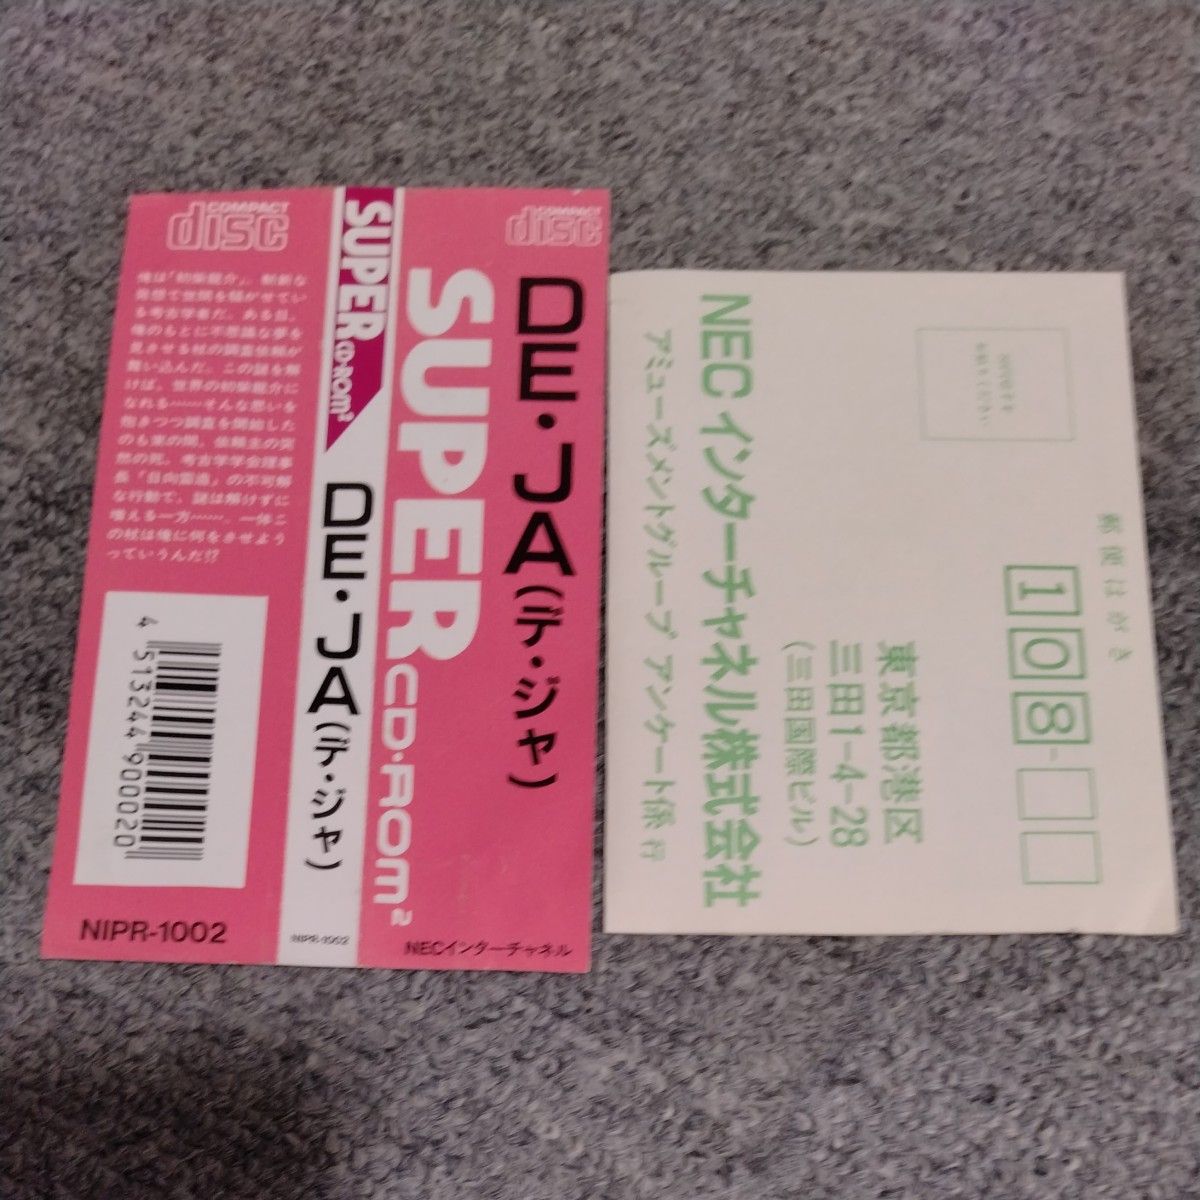 COMPACT
disc
俺は「初柴龍介」。斬新な
発想で世間を騒がせてい
る考古学者だ。ある日、
俺のもとに不思議な夢を
見させる杖の調査依頼が
舞い込んだ。この謎を解
けば、世界の初柴龍介に
なれる……そんな思いを
抱きつつ調査を開始した
のも束の間、依頼主の突
然の死、考古学学会理事
長「日向国造」の不可解
な行動で、謎は解けずに
増える一方……。一体こ
の杖は俺に何をさせよう
っていうんだ!?
4 513244 900020
NIPR-1002
SUPER CD・ROM²
DE・JA(デ・ジャ)
NIPR-1002
COMPACT
disc
DE・JA(デ・ジャ)
SUPER CD・ROM²
NECインターチャネル
郵便はがき
108-
東京都港区
三田1-4-28
(三田国際ビル)
NECインターチャネル株式会社
アミューズメントグループ アンケート係 行